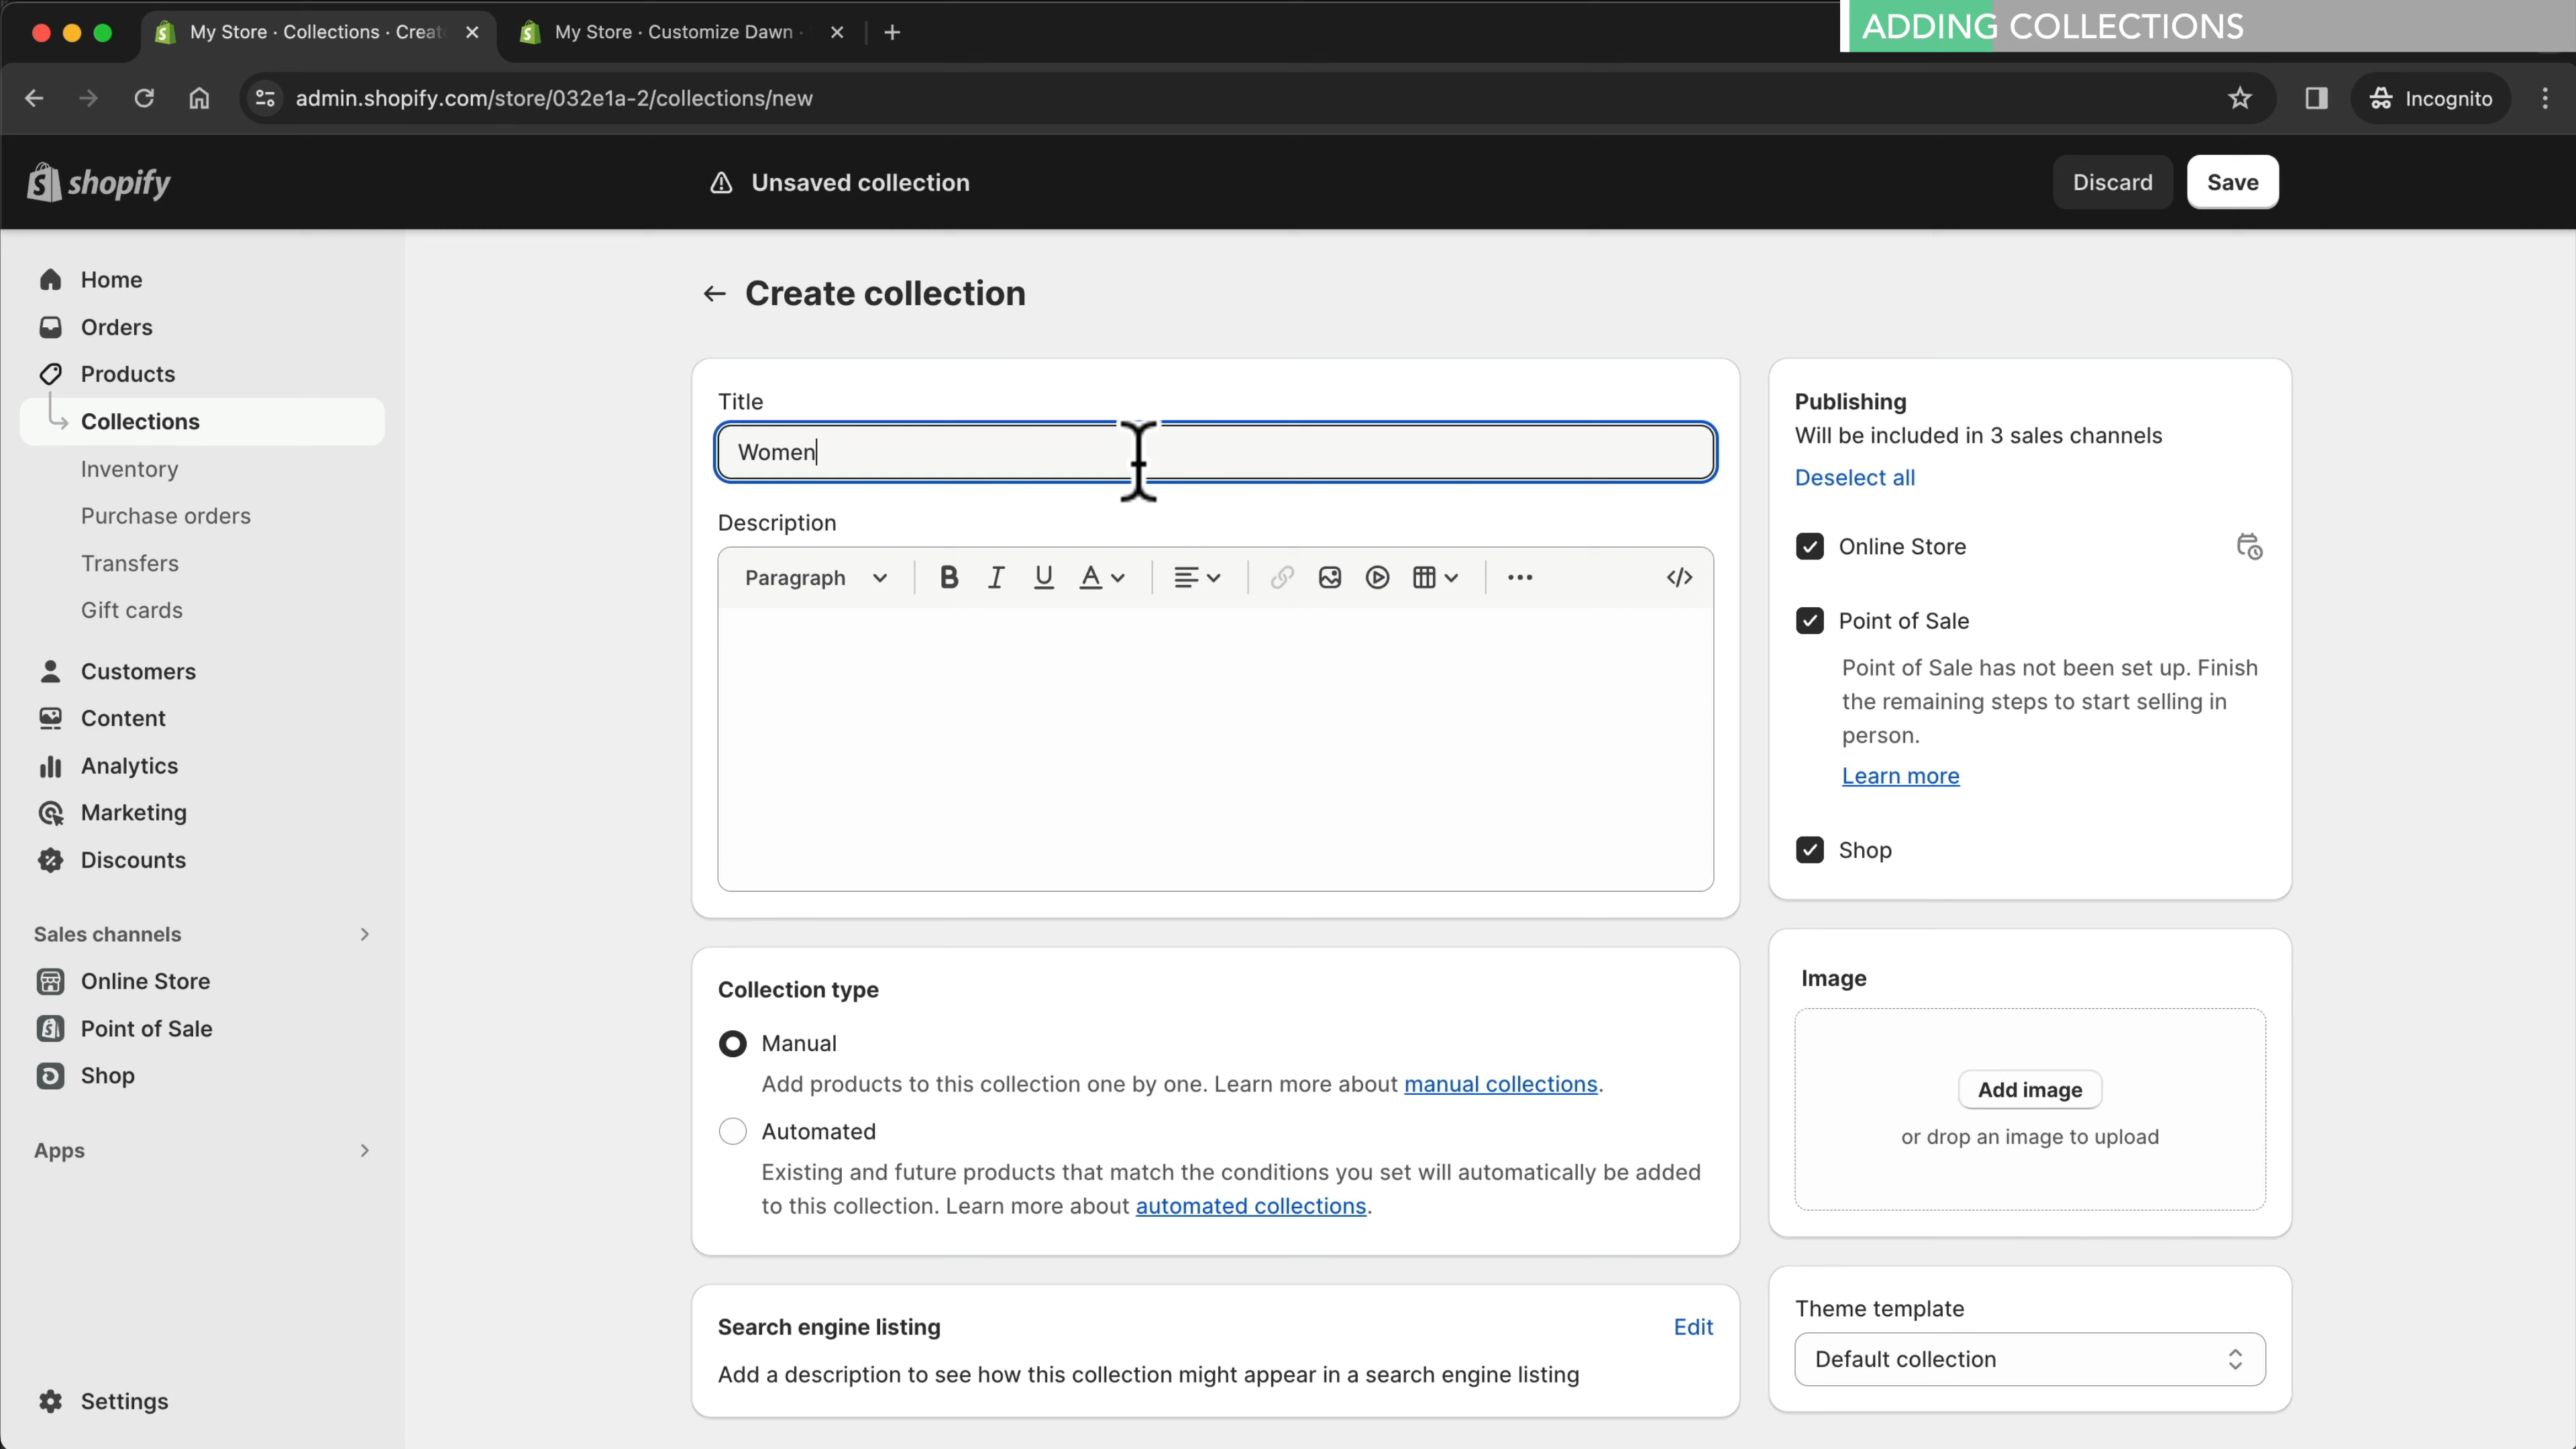 My Store · Collections · Creat
My Store · Customize Dawn ·
ADDING COLLECTIONS
admin.shopify.com/store/032e1a-2/collections/new
Incognito
shopify
Unsaved collection
Discard
Save
Home
Orders
Products
Collections
Inventory
Purchase orders
Transfers
Gift cards
Customers
Content
Analytics
Marketing
Discounts
Sales channels
Online Store
Point of Sale
Shop
Apps
Settings
Create collection
Title
Women
Description
Paragraph
B I U A
Collection type
Manual
Add products to this collection one by one. Learn more about manual collections.
Automated
Existing and future products that match the conditions you set will automatically be added
to this collection. Learn more about automated collections.
Search engine listing
Edit
Add a description to see how this collection might appear in a search engine listing
Publishing
Will be included in 3 sales channels
Deselect all
Online Store
Point of Sale
Point of Sale has not been set up. Finish
the remaining steps to start selling in
person.
Learn more
Shop
Image
Add image
or drop an image to upload
Theme template
Default collection